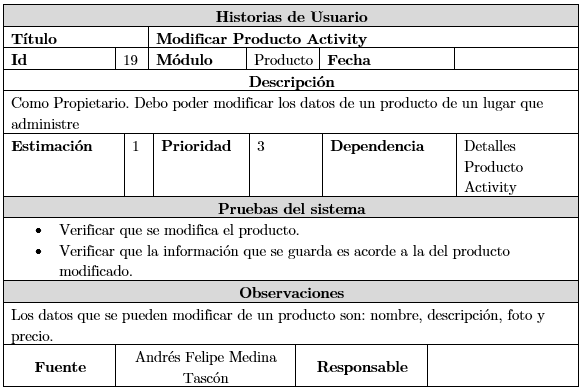 Historias de Usuario
Título Modificar Producto Activity
Id 19 Módulo Producto Fecha
Descripción
Como Propietario. Debo poder modificar los datos de un producto de un lugar que
administre
Estimación 1 Prioridad 3 Dependencia Detalles
Producto
Activity
Pruebas del sistema
• Verificar que se modifica el producto.
• Verificar que la información que se guarda es acorde a la del producto
modificado.
Observaciones
Los datos que se pueden modificar de un producto son: nombre, descripción, foto y
precio.
Fuente Andrés Felipe Medina Responsable
Tascón